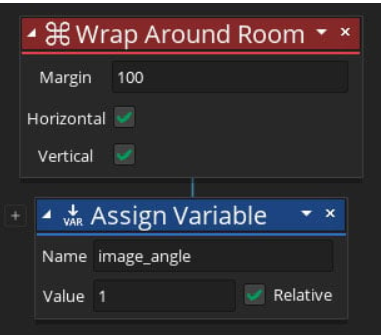 Wrap Around Room
Margin 100
Horizontal
Vertical
VAR Assign Variable
Name image_angle
Value 1 Relative